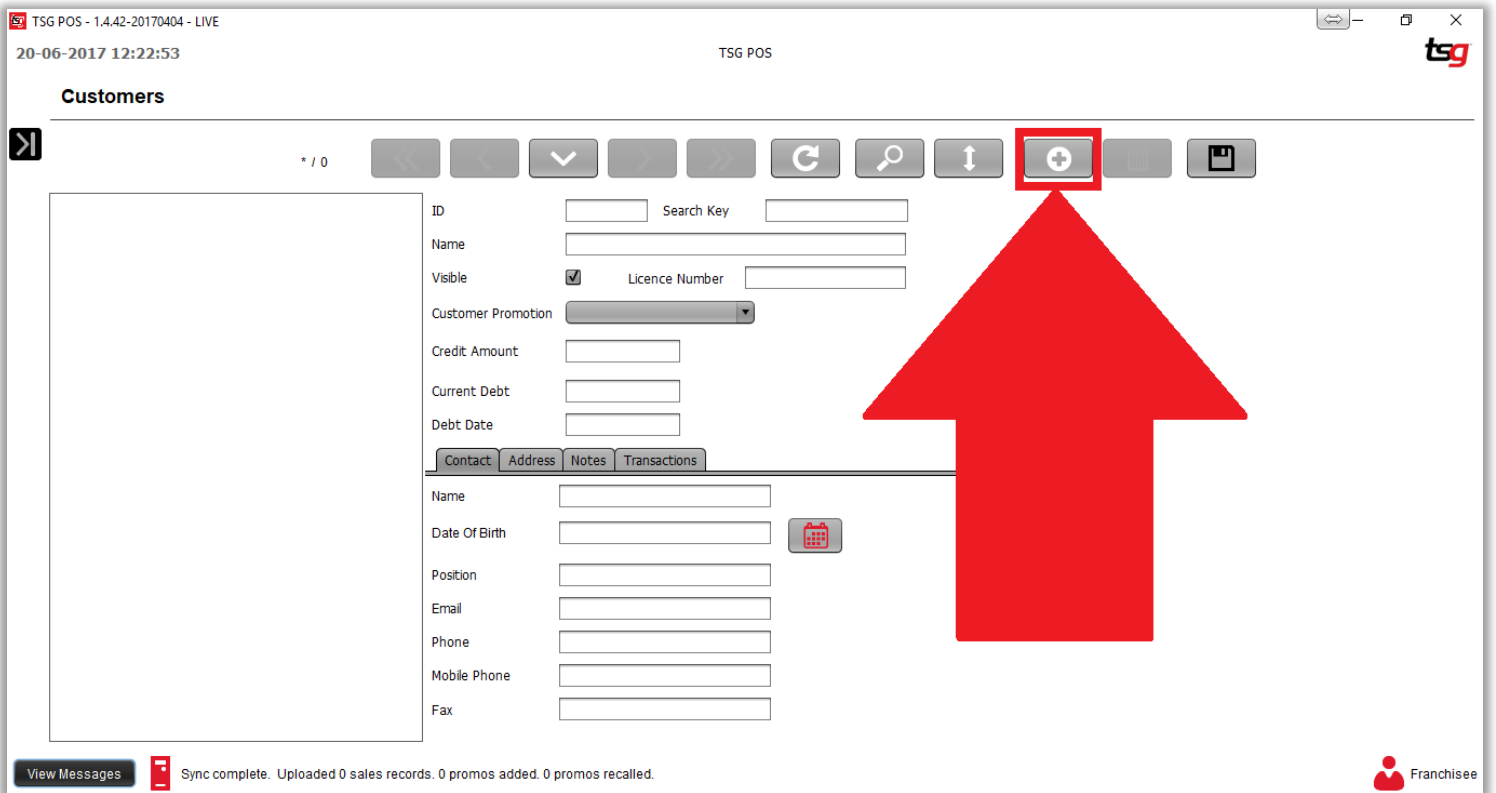 TSG POS - 1.4.42-20170404 - LIVE
20-06-2017 12:22:53
TSG POS
tsg
Customers
* / 0
ID
Search Key
Name
Visible
Licence Number
Customer Promotion
Credit Amount
Current Debt
Debt Date
Contact Address Notes Transactions
Name
Date Of Birth
Position
Email
Phone
Mobile Phone
Fax
View Messages
Sync complete. Uploaded 0 sales records. 0 promos added. 0 promos recalled.
Franchisee